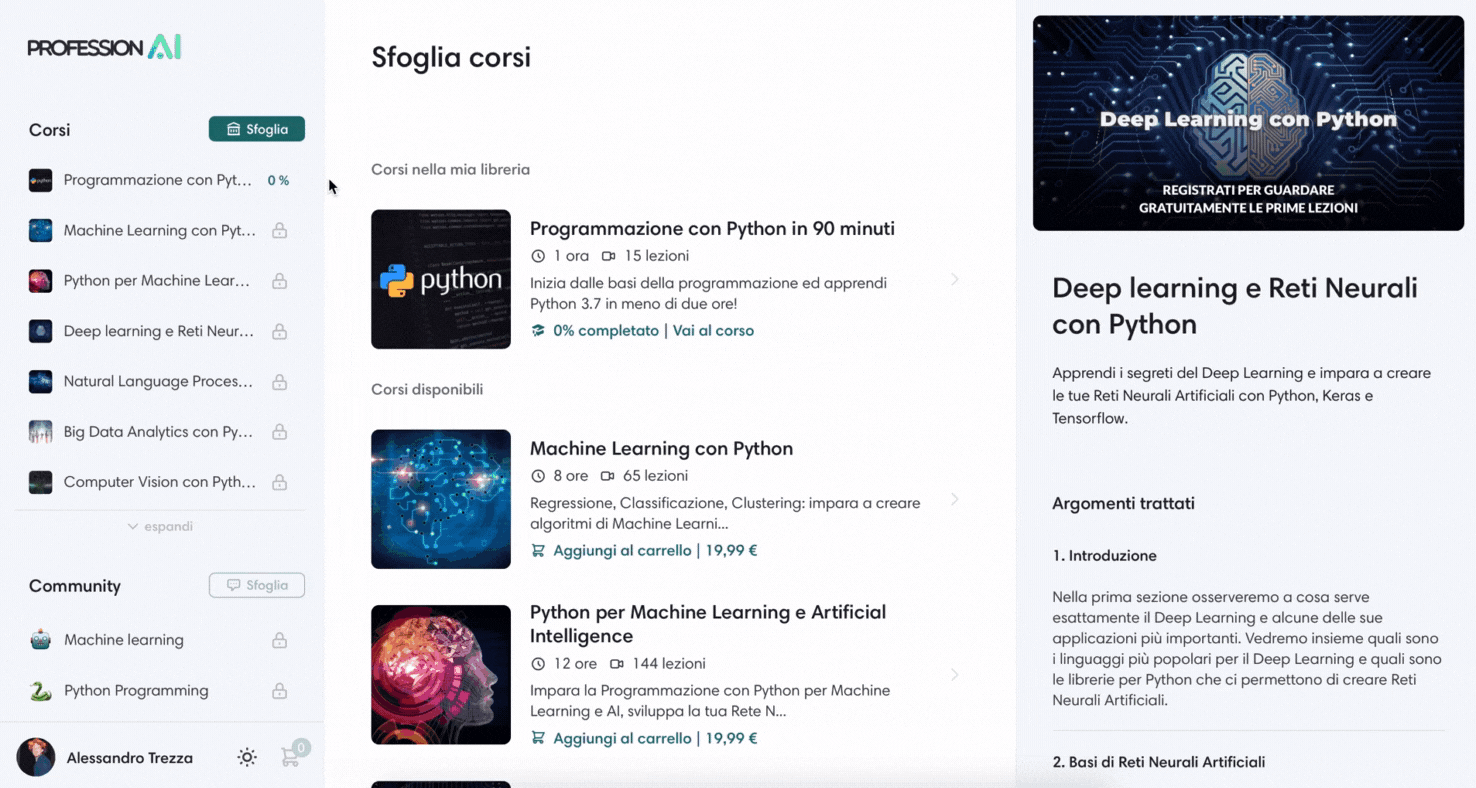 PROFESSION AI
Corsi
Sfoglia
Programmazione con Pyt... 0 %
Machine Learning con Pyt...
Python per Machine Lear...
Deep learning e Reti Neur...
Natural Language Proces...
Big Data Analytics con Py...
Computer Vision con Pyth...
espandi
Community
Sfoglia
Machine learning
Python Programming
Alessandro Trezza
0
Sfoglia corsi
Corsi nella mia libreria
python
Programmazione con Python in 90 minuti
1 ora 15 lezioni
Inizia dalle basi della programmazione ed apprendi
Python 3.7 in meno di due ore!
0% completato | Vai al corso
Corsi disponibili
Machine Learning con Python
8 ore 65 lezioni
Regressione, Classificazione, Clustering: impara a creare
algoritmi di Machine Learni...
Aggiungi al carrello | 19,99 €
Python per Machine Learning e Artificial
Intelligence
12 ore 144 lezioni
Impara la Programmazione con Python per Machine
Learning e AI, sviluppa la tua Rete N...
Aggiungi al carrello | 19,99 €
Deep Learning con Python
REGISTRATI PER GUARDARE
GRATUITAMENTE LE PRIME LEZIONI
Deep learning e Reti Neurali
con Python
Apprendi i segreti del Deep Learning e impara a creare
le tue Reti Neurali Artificiali con Python, Keras e
Tensorflow.
Argomenti trattati
1. Introduzione
Nella prima sezione osserveremo a cosa serve
esattamente il Deep Learning e alcune delle sue
applicazioni più importanti. Vedremo insieme quali sono
i linguaggi più popolari per il Deep Learning e quali sono
le librerie per Python che ci permettono di creare Reti
Neurali Artificiali.
2. Basi di Reti Neurali Artificiali